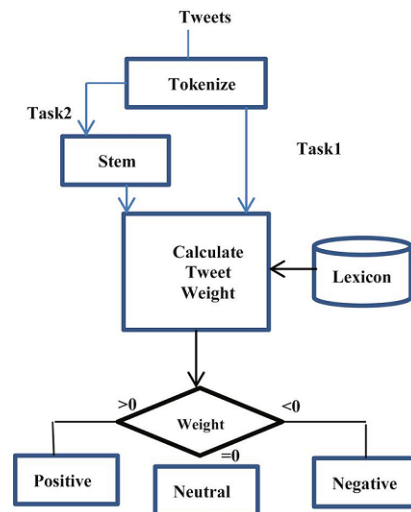 Tweets
Tokenize
Task2
Task1
Stem
Calculate
Tweet
Weight
Lexicon
>0
<0
Weight
=0
Positive
Neutral
Negative